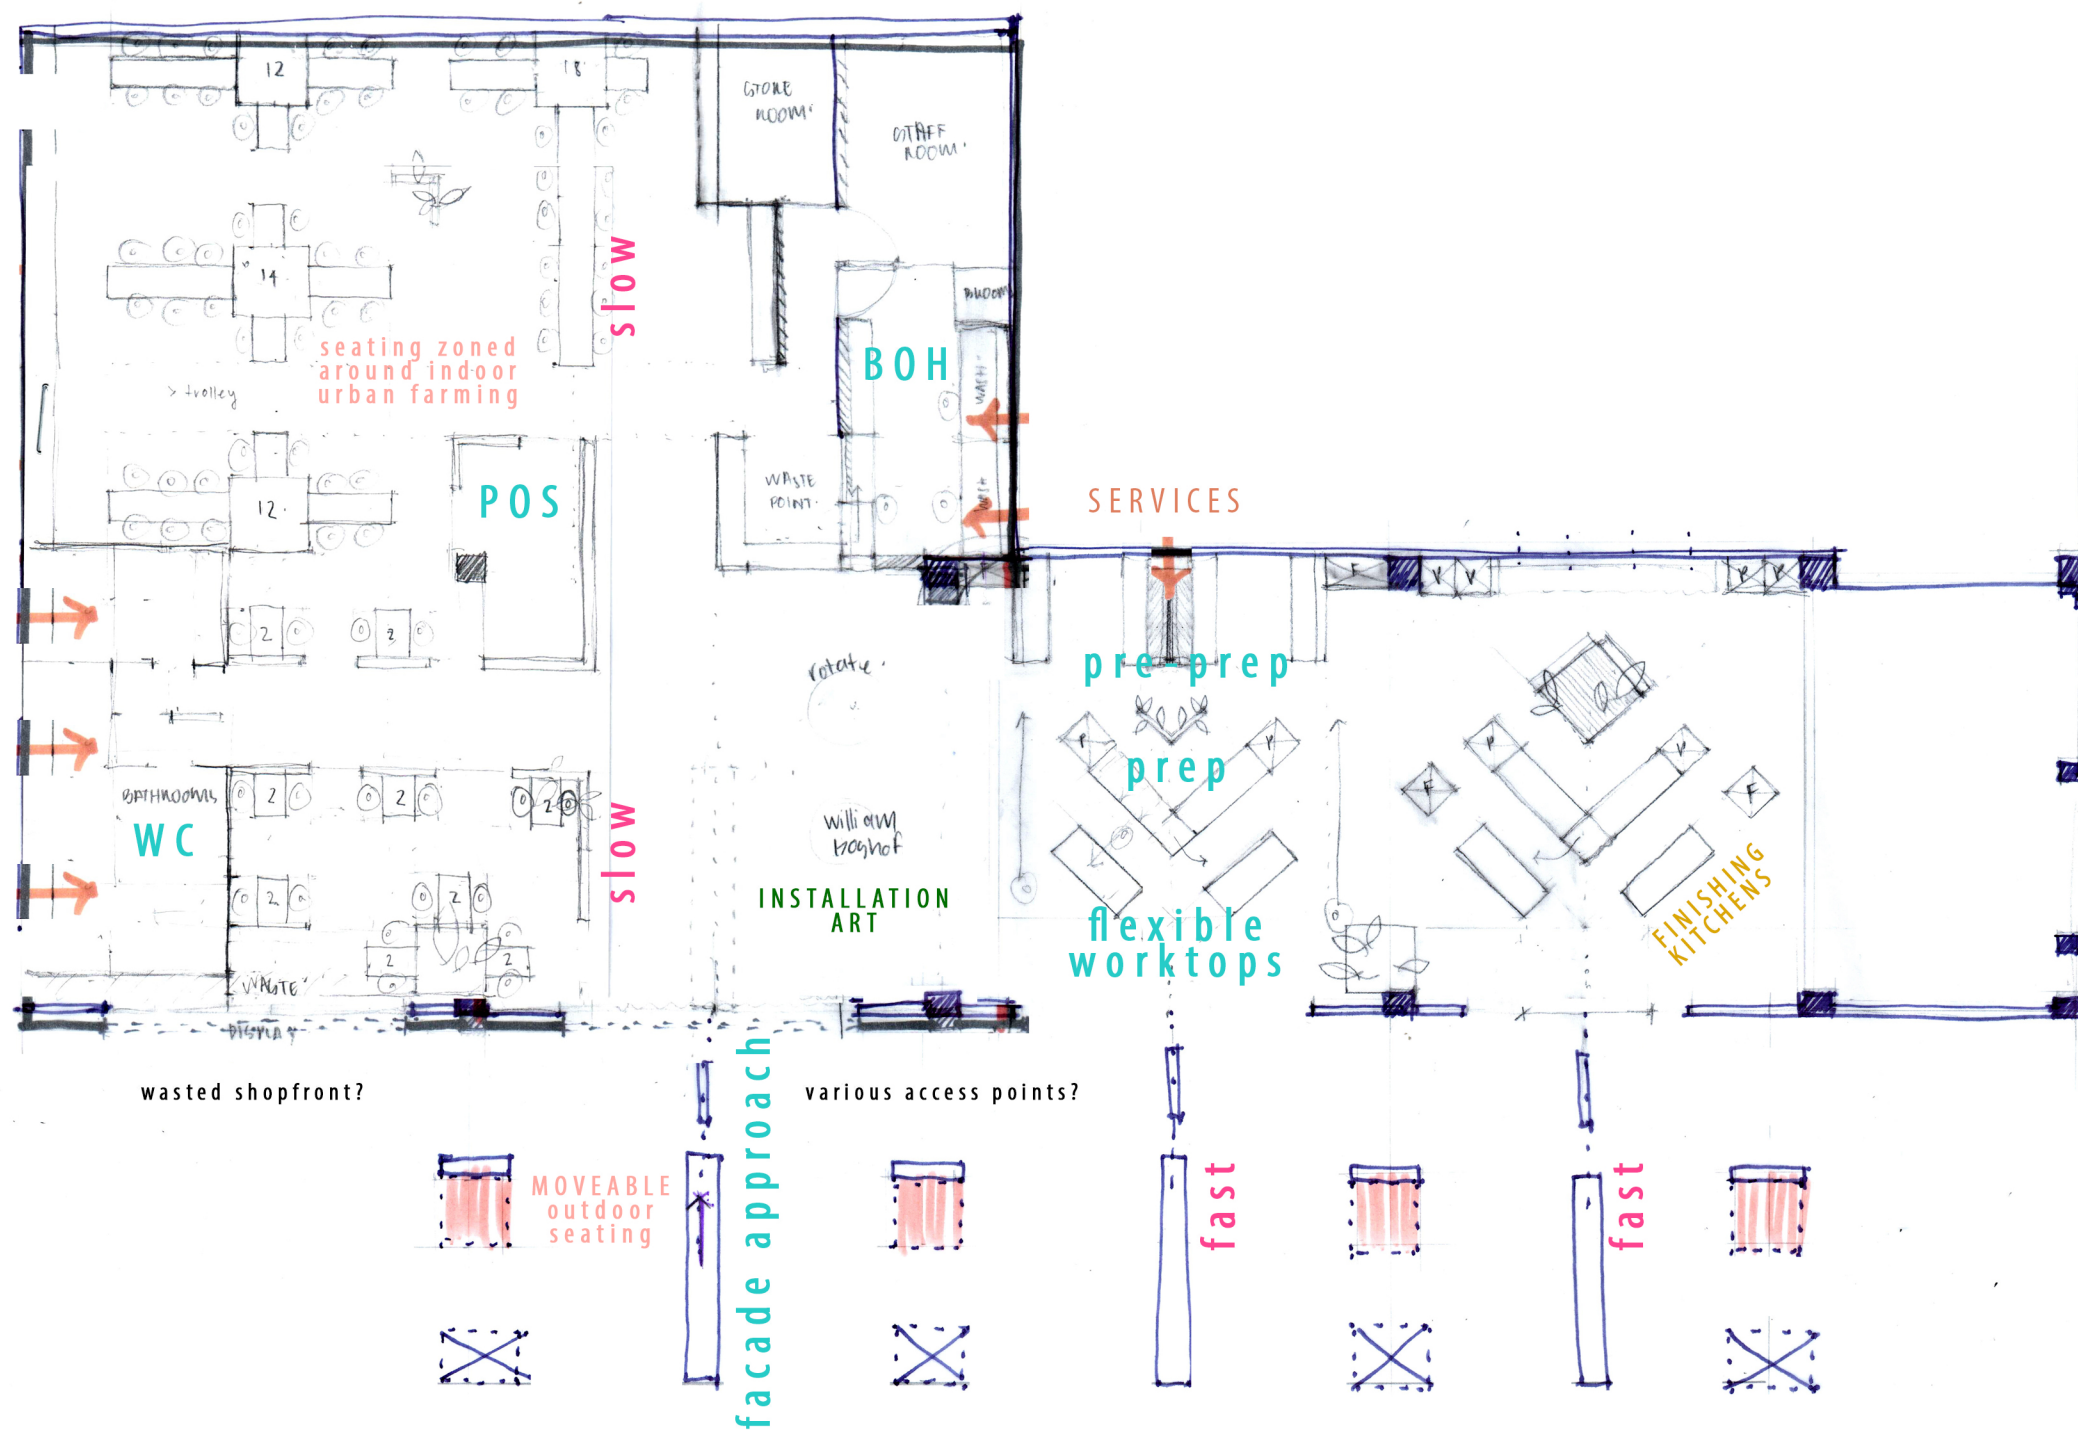 12
18
STORE
ROOM.
STAFF
ROOM.
14
slow
BROOM
seating zoned
around indoor
urban farming
> trolley
BOH
WASH
12.
POS
WASTE
POINT.
WASH
SERVICES
F
F
P
P
P
P
2
2
rotate.
pre-prep
prep
P
P
P
P
F
F
BATHROOMS
WC
2
2
2
slow
william
INSTALLATION
ART
2
2
2
2
flexible
worktops
FINISHING
KITCHENS
WASTE
DISPLAY
wasted shopfront?
various access points?
facade approach
MOVEABLE
outdoor
seating
fast
fast